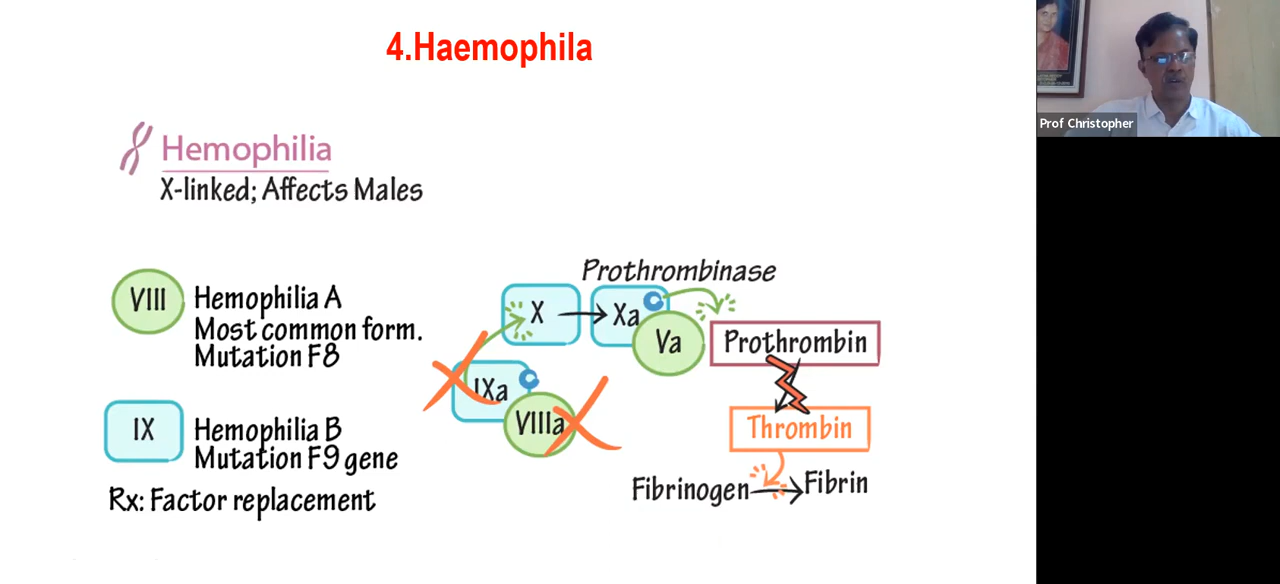 4.Haemophila
Prof Christopher
Hemophilia
X-linked; Affects Males
VIII
Hemophilia A
Most common form.
Mutation F8
IX
Hemophilia B
Mutation F9 gene
Rx: Factor replacement
Prothrombinase
X
Xa
Va
Prothrombin
IXa
VIIIa
Thrombin
Fibrinogen
Fibrin